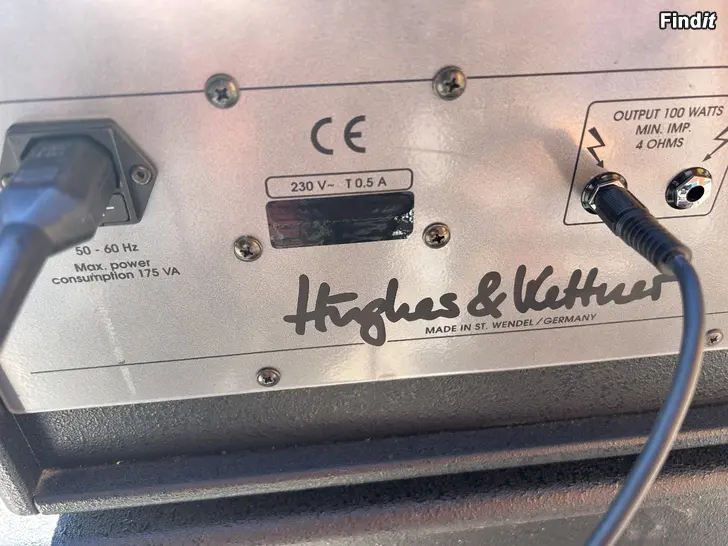 Findit
OUTPUT 100 WATTS
MIN. IMP.
4 OHMS
CE
230 V~ T 0.5 A
50 - 60 Hz
Max. power
consumption 175 VA
Hughes & Kettner
MADE IN ST. WENDEL / GERMANY